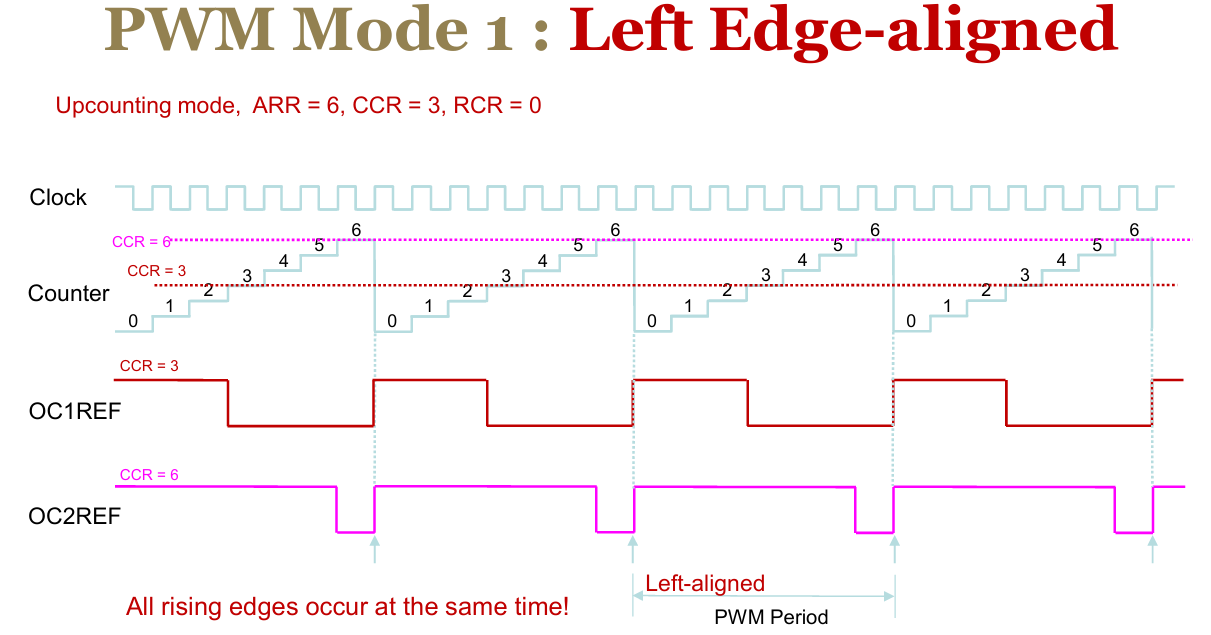 PWM Mode 1 : Left Edge-aligned
Upcounting mode, ARR = 6, CCR = 3, RCR = 0
Clock
CCR = 6
CCR = 3
Counter
0 1 2 3 4 5 6 0 1 2 3 4 5 6 0 1 2 3 4 5 6 0 1 2 3 4 5 6
CCR = 3
OC1REF
CCR = 6
OC2REF
Left-aligned
All rising edges occur at the same time!
PWM Period